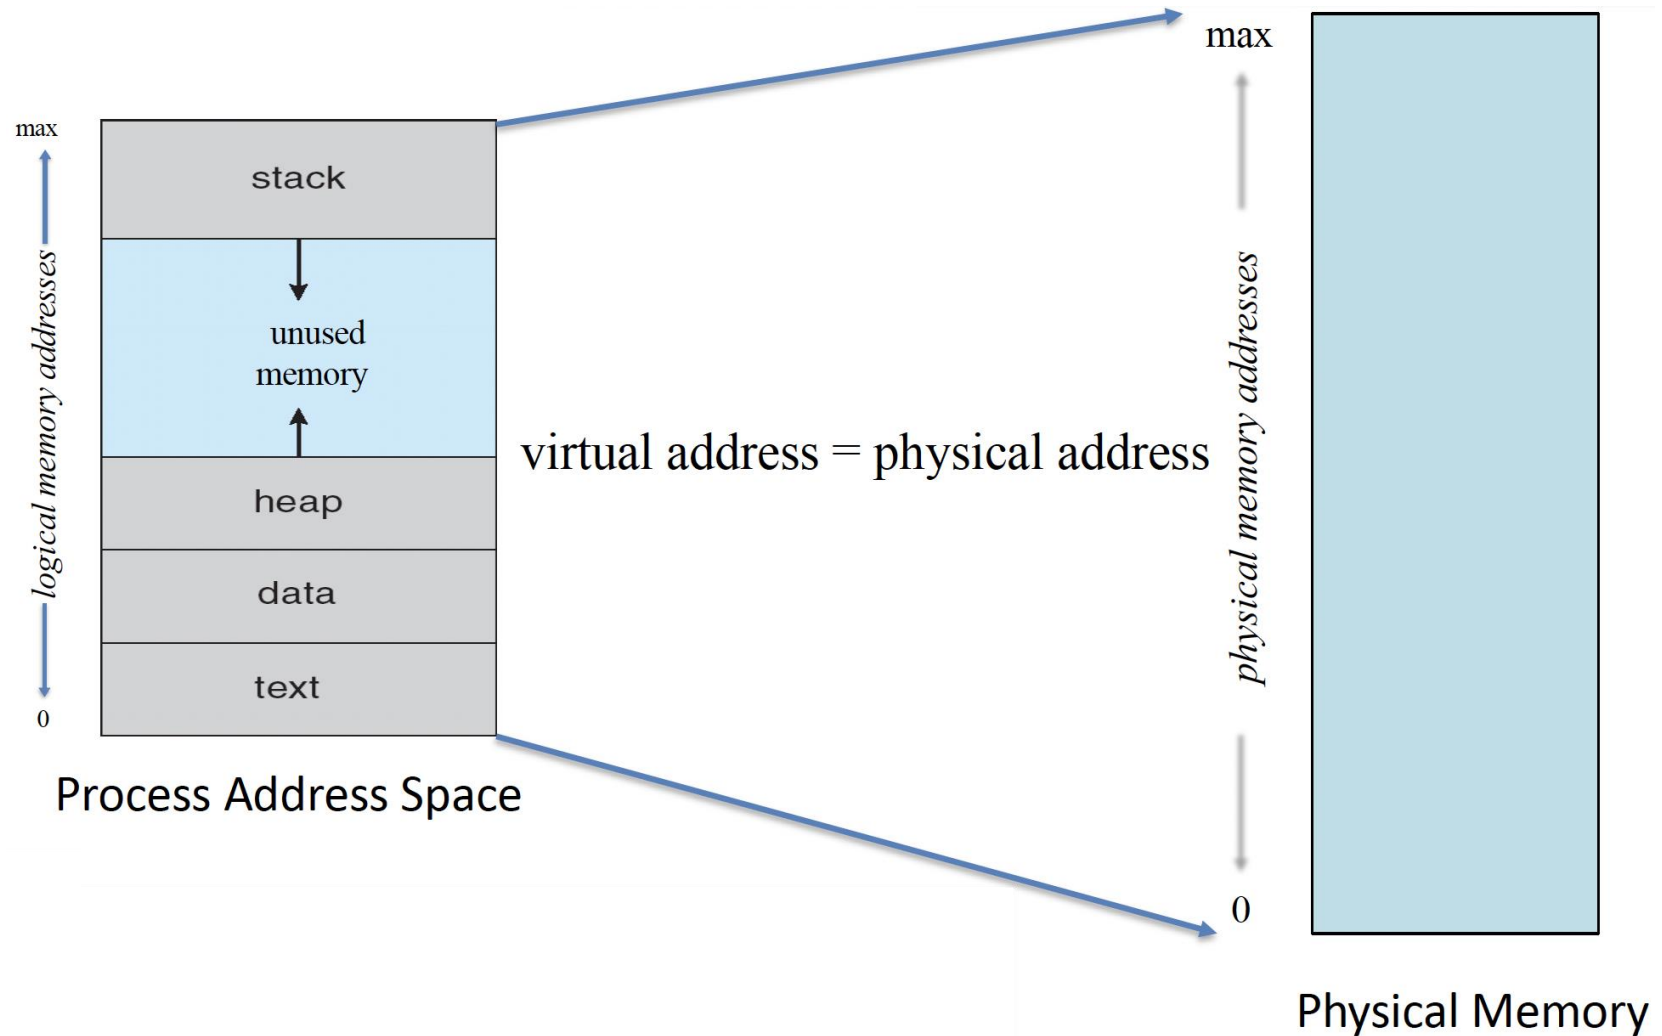 max
logical memory addresses
0
stack
unused
memory
heap
data
text
Process Address Space
virtual address = physical address
max
physical memory addresses
0
Physical Memory